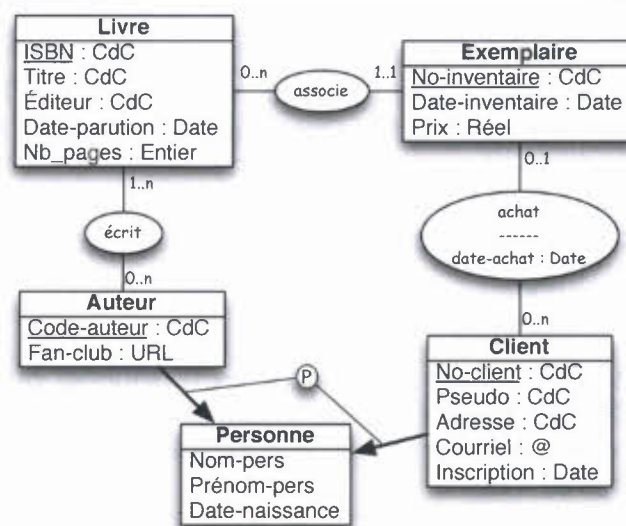 Livre
ISBN : CdC
Titre : CdC
Éditeur : CdC
Date-parution : Date
Nb_pages : Entier
0..n
associe
1..1
Exemplaire
No-inventaire : CdC
Date-inventaire : Date
Prix : Réel
1..n
écrit
0..n
0..1
achat
------
date-achat : Date
0..n
Auteur
Code-auteur : CdC
Fan-club : URL
P
Client
No-client : CdC
Pseudo : CdC
Adresse : CdC
Courriel : @
Inscription : Date
Personne
Nom-pers
Prénom-pers
Date-naissance